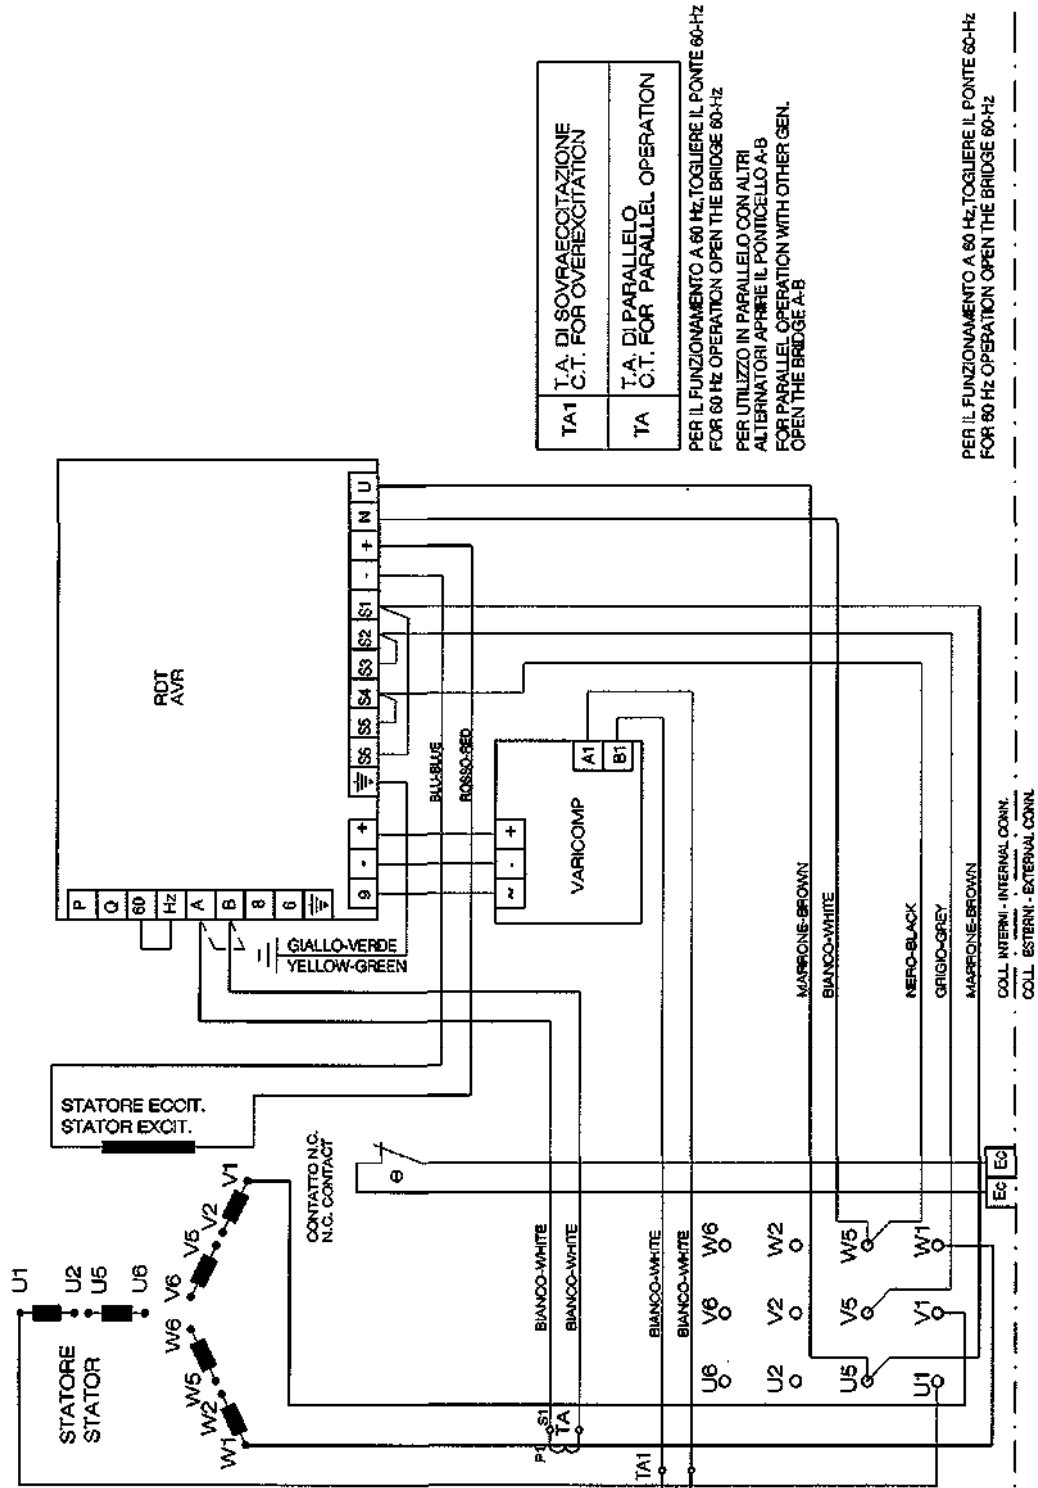 TA1
T.A. DI SOVRAECCITAZIONE
C.T. FOR OVEREXCITATION
TA
T.A. DI PARALLELO
C.T. FOR PARALLEL OPERATION
PER IL FUNZIONAMENTO A 60 Hz,TOGLIERE IL PONTE 60-Hz
FOR 60 Hz OPERATION OPEN THE BRIDGE 60-Hz
PER UTILIZZO IN PARALLELO CON ALTRI
ALTERNATORI APRIRE IL PONTICELLO A-B
FOR PARALLEL OPERATION WITH OTHER GEN.
OPEN THE BRIDGE A-B
PER IL FUNZIONAMENTO A 60 Hz,TOGLIERE IL PONTE 60-Hz
FOR 60 Hz OPERATION OPEN THE BRIDGE 60-Hz
RDT
AVR
P
Q
60
Hz
A
B
8
6
9
-
+
S6
S5
S4
S3
S2
S1
-
+
N
U
GIALLO-VERDE
YELLOW-GREEN
BLU-BLUE
ROSSO-RED
VARICOMP
~
-
+
A1
B1
STATORE ECCIT.
STATOR EXCIT.
STATORE
STATOR
U1
U2
U5
U6
V6
V5
V2
V1
W6
W5
W2
W1
CONTATTO N.C.
N.C. CONTACT
Θ
BIANCO-WHITE
BIANCO-WHITE
BIANCO-WHITE
BIANCO-WHITE
P1
S1
TA
TA1
U6
V6
W6
U2
V2
W2
U5
V5
W5
U1
V1
W1
Ec
Ec
MARRONE-BROWN
BIANCO-WHITE
NERO-BLACK
GRIGIO-GREY
MARRONE-BROWN
COLL. INTERNI - INTERNAL CONN.
COLL. ESTERNI - EXTERNAL CONN.